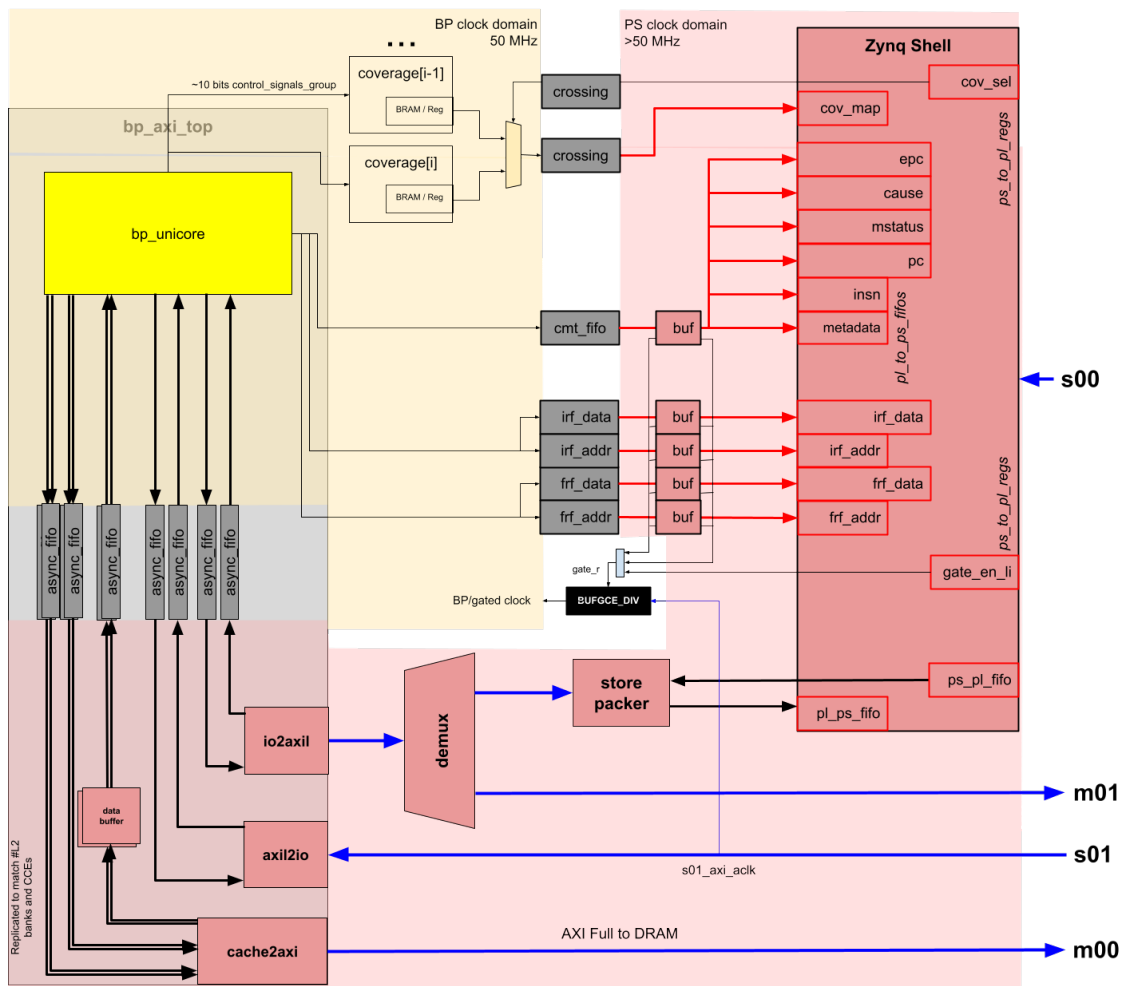 BP clock domain
50 MHz
PS clock domain
>50 MHz
Zynq Shell
...
coverage[i-1]
BRAM / Reg
~10 bits control_signals_group
crossing
cov_sel
cov_map
bp_axi_top
coverage[i]
BRAM / Reg
crossing
ps_to_pl_regs
epc
cause
mstatus
pc
insn
metadata
pl_to_ps_fifos
bp_unicore
cmt_fifo
buf
s00
irf_data
buf
irf_data
irf_addr
buf
irf_addr
frf_data
buf
frf_data
frf_addr
buf
frf_addr
ps_to_pl_regs
async_fifo
async_fifo
async_fifo
async_fifo
async_fifo
async_fifo
async_fifo
gate_r
gate_en_li
BP/gated clock
BUFGCE_DIV
store
packer
ps_pl_fifo
pl_ps_fifo
io2axil
demux
m01
data
buffer
axil2io
s01
s01_axi_aclk
Replicated to match #L2
banks and CCEs
cache2axi
AXI Full to DRAM
m00